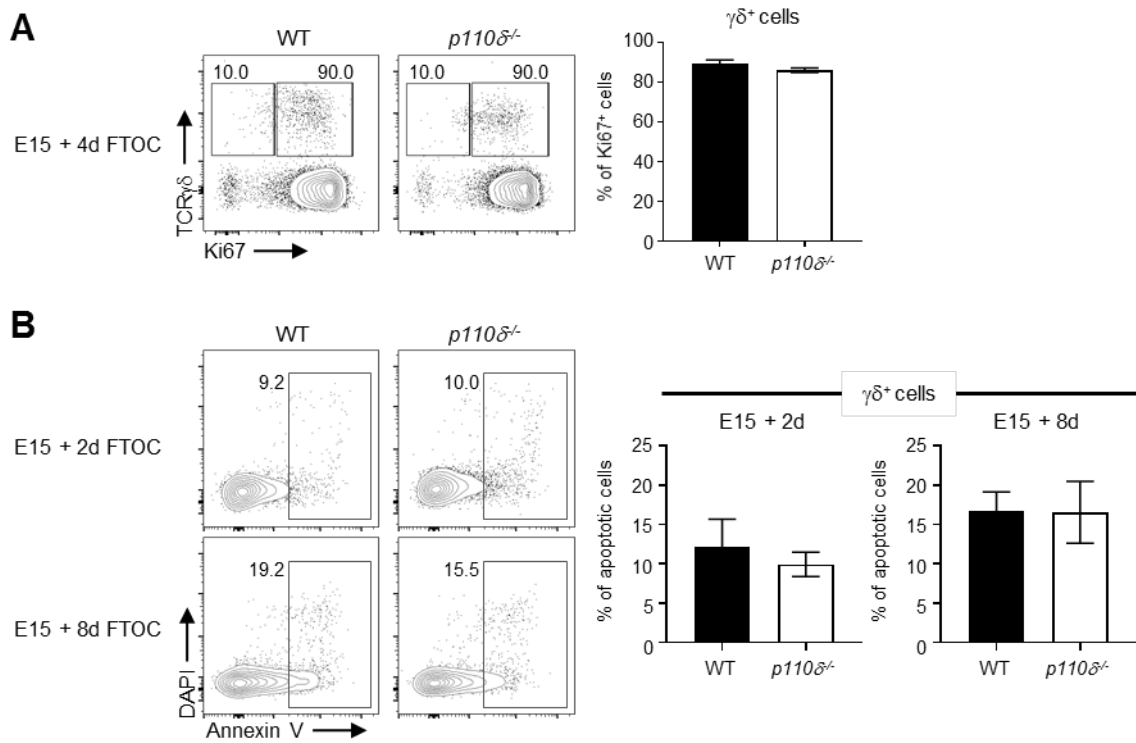 A
WT
p110δ-/-
E15 + 4d FTOC
10.0
90.0
10.0
90.0
TCRγδ
Ki67
γδ+ cells
% of Ki67+ cells
100
80
60
40
20
0
WT
p110δ-/-
B
WT
p110δ-/-
E15 + 2d FTOC
9.2
10.0
E15 + 8d FTOC
19.2
15.5
DAPI
Annexin V
γδ+ cells
E15 + 2d
% of apoptotic cells
25
20
15
10
5
0
WT
p110δ-/-
E15 + 8d
% of apoptotic cells
25
20
15
10
5
0
WT
p110δ-/-